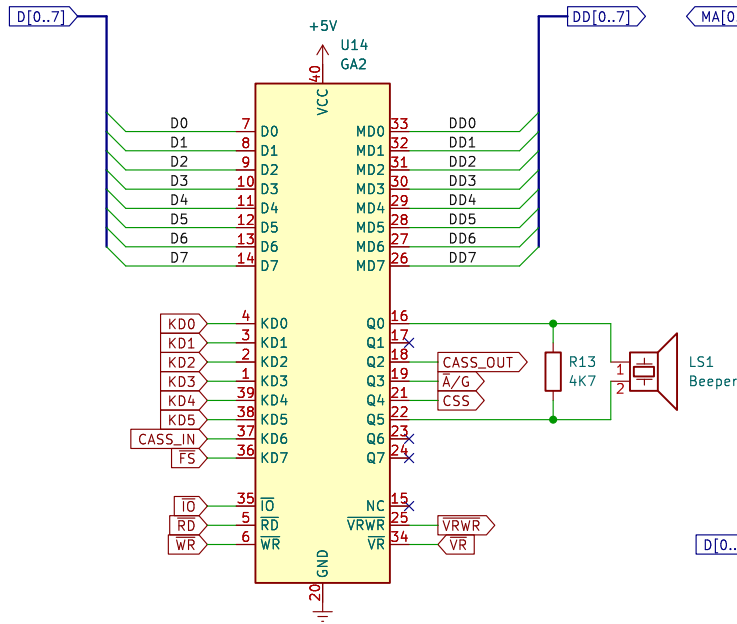 D[0..7]
DD[0..7]
+5V
U14
GA2
40
VCC
D0 7 D0
D1 8 D1
D2 9 D2
D3 10 D3
D4 11 D4
D5 12 D5
D6 13 D6
D7 14 D7
MD0 33 DD0
MD1 32 DD1
MD2 31 DD2
MD3 30 DD3
MD4 29 DD4
MD5 28 DD5
MD6 27 DD6
MD7 26 DD7
KD0 4 KD0
KD1 3 KD1
KD2 2 KD2
KD3 1 KD3
KD4 39 KD4
KD5 38 KD5
CASS_IN 37 KD6
FS 36 KD7
Q0 16
Q1 17
Q2 18 CASS_OUT
Q3 19 A/G
Q4 21 CSS
Q5 22
Q6 23
Q7 24
R13
4K7
1
2
LS1
Beeper
IO 35 IO
RD 5 RD
WR 6 WR
NC 15
VRWR 25 VRWR
VR 34 VR
GND
20